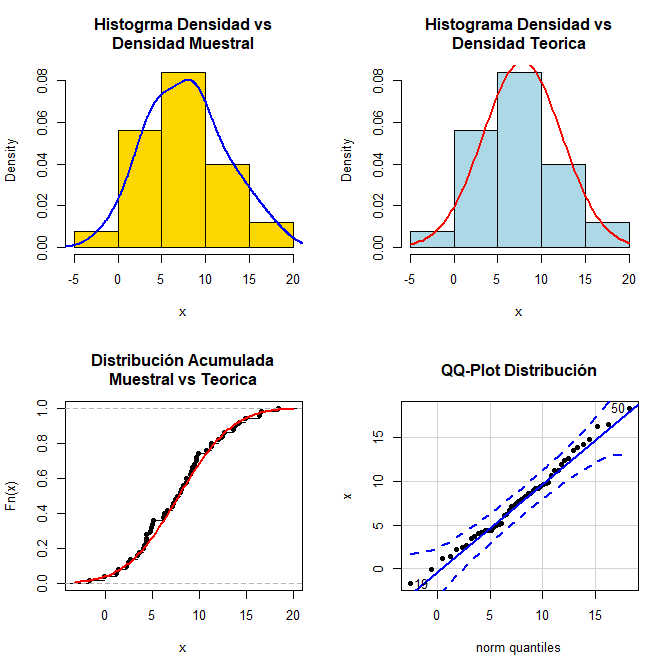 Histogrma Densidad vs
Densidad Muestral
Density
0.00 0.02 0.04 0.06 0.08
-5 0 5 10 15 20
x
Histograma Densidad vs
Densidad Teorica
Density
0.00 0.02 0.04 0.06 0.08
-5 0 5 10 15 20
x
Distribución Acumulada
Muestral vs Teorica
Fn(x)
0.0 0.2 0.4 0.6 0.8 1.0
0 5 10 15 20
x
QQ-Plot Distribución
x
0 5 10 15
50
0 5 10 15
norm quantiles